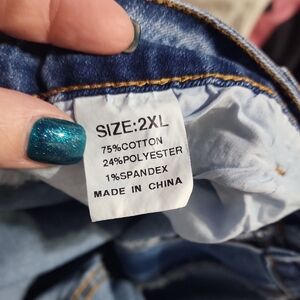 SIZE:2XL
75%COTTON
24%POLYESTER
1%SPANDEX
MADE IN CHINA